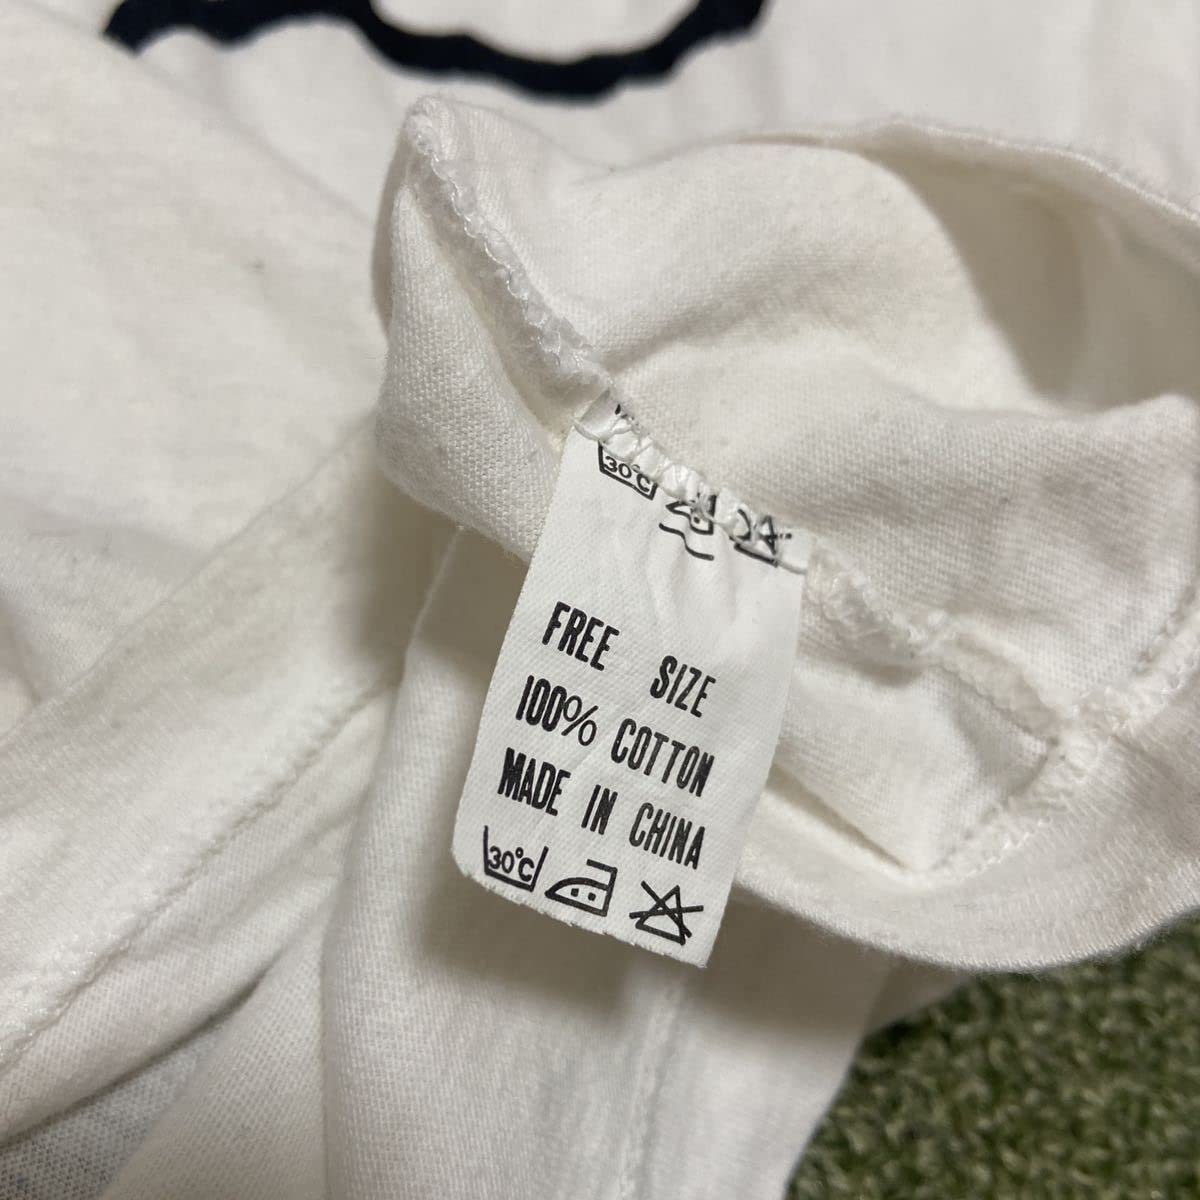 30°C
FREE SIZE
100% COTTON
MADE IN CHINA
30°C